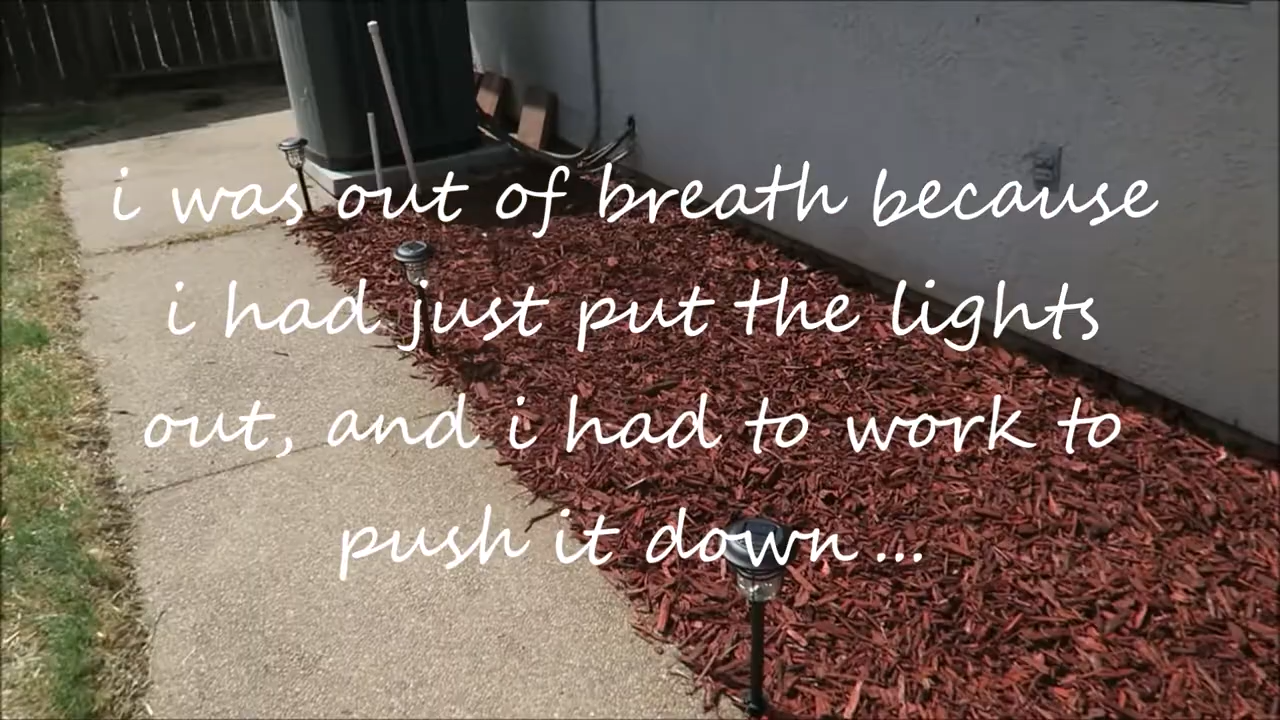 i was out of breath because
i had just put the lights
out, and i had to work to
push it down...